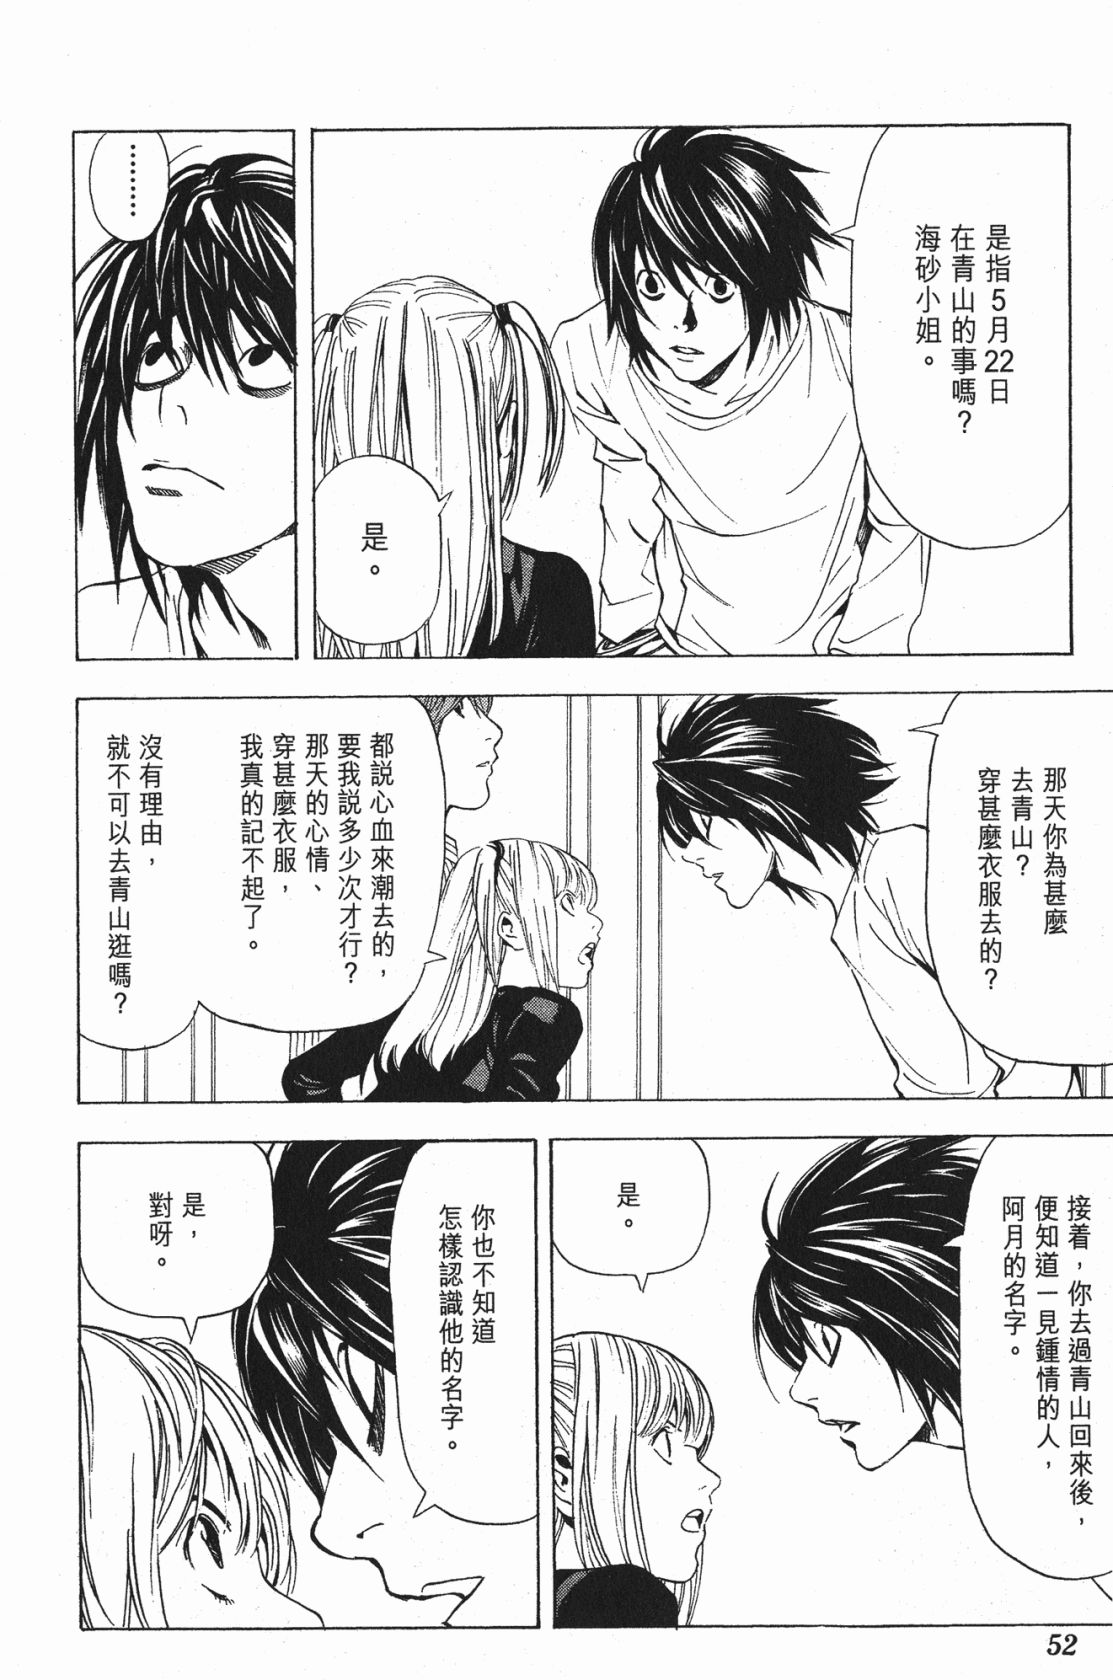 是指5月22日
在青山的事嗎？
海砂小姐。
是。
………
那天你為甚麼
去青山？
穿甚麼衣服去的？
都說心血來潮去的，
要我說多少次才行？
那天的心情、
穿甚麼衣服，
我真的記不起了。
沒有理由，
就不可以去青山逛嗎？
接着，你去過青山回來後，
便知道一見鍾情的人，
阿月的名字。
是。
你也不知道
怎樣認識他的名字。
是，
對呀。
52